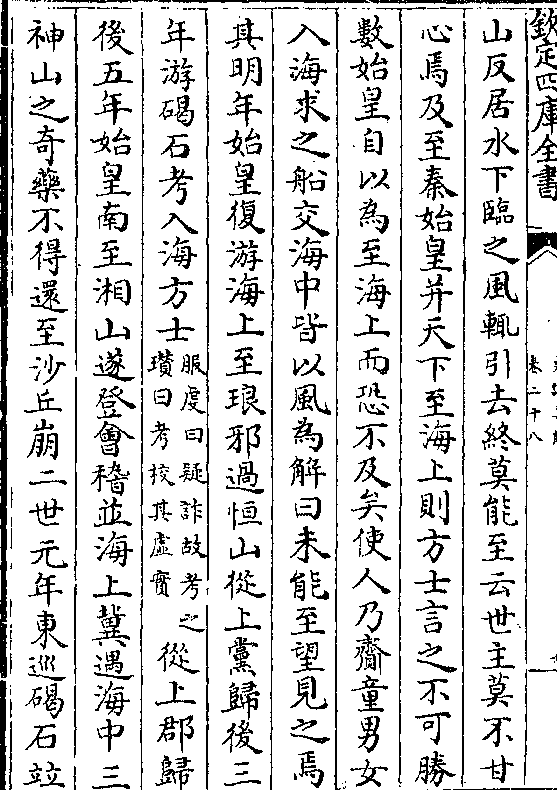 欽定四庫全書
卷二十八
山反居水下臨之風輒引去終莫能至云世主莫不甘
心焉及至秦始皇并天下至海上則方士言之不可勝
數始皇自以為至海上而恐不及矣使人乃齎童男女
入海求之船交海中皆以風為解曰未能至望見之焉
其明年始皇復游海上至琅邪過恒山從上黨歸後三
年游碣石考入海方士服䖍曰疑詐故考之瓚曰考校其虛實從上郡歸
後五年始皇南至湘山遂登會稽並海上冀遇海中三
神山之奇藥不得還至沙丘崩二世元年東巡碣石竝